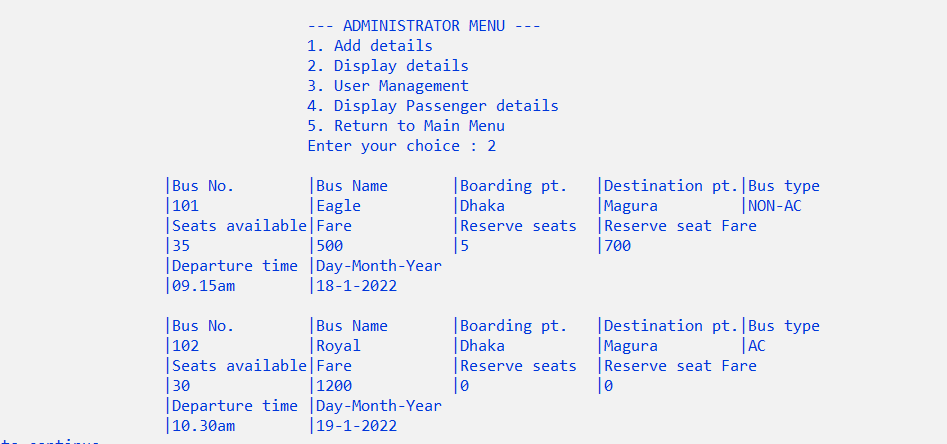 --- ADMINISTRATOR MENU ---
1. Add details
2. Display details
3. User Management
4. Display Passenger details
5. Return to Main Menu
Enter your choice : 2
|Bus No. |Bus Name |Boarding pt. |Destination pt.|Bus type
|101 |Eagle |Dhaka |Magura |NON-AC
|Seats available|Fare |Reserve seats |Reserve seat Fare
|35 |500 |5 |700
|Departure time |Day-Month-Year
|09.15am |18-1-2022
|Bus No. |Bus Name |Boarding pt. |Destination pt.|Bus type
|102 |Royal |Dhaka |Magura |AC
|Seats available|Fare |Reserve seats |Reserve seat Fare
|30 |1200 |0 |0
|Departure time |Day-Month-Year
|10.30am |19-1-2022
to continue